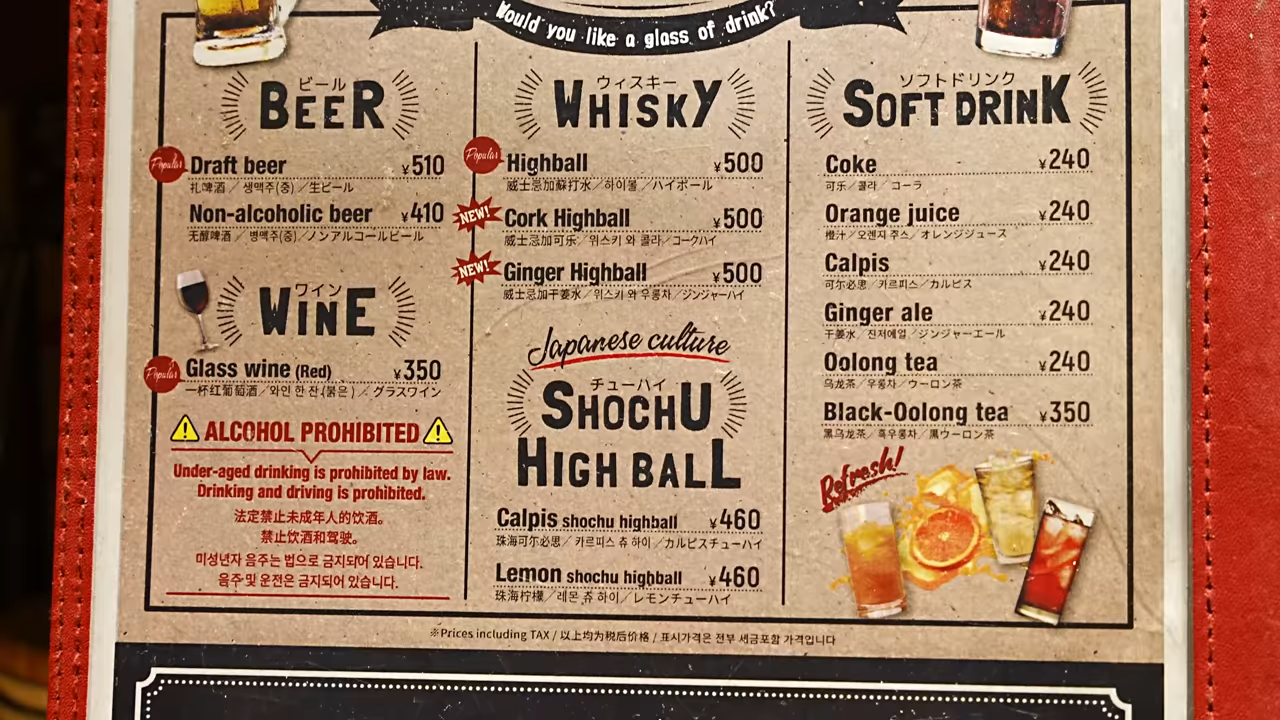 Would you like a glass of drink?
ビール
BEER
Popular
Draft beer ¥510
扎啤酒／생맥주(중)／生ビール
Non-alcoholic beer ¥410
无醇啤酒／병맥주(중)／ノンアルコールビール
ワイン
WINE
Popular
Glass wine (Red) ¥350
一杯红葡萄酒／와인 한 잔(붉은)／グラスワイン
ALCOHOL PROHIBITED
Under-aged drinking is prohibited by law.
Drinking and driving is prohibited.
法定禁止未成年人的饮酒。
禁止饮酒和驾驶。
미성년자 음주는 법으로 금지되어 있습니다.
음주 및 운전은 금지되어 있습니다.
ウィスキー
WHISKY
Popular
Highball ¥500
威士忌加蘇打水／하이볼／ハイボール
NEW!
Cork Highball ¥500
威士忌加可乐／위스키 와 콜라／コークハイ
NEW!
Ginger Highball ¥500
威士忌加干姜水／위스키 와 우롱차／ジンジャーハイ
Japanese culture
チューハイ
SHOCHU
HIGH BALL
Calpis shochu highball ¥460
珠海可尔必思／카르피스 츄 하이／カルピスチューハイ
Lemon shochu highball ¥460
珠海柠檬／레몬 츄 하이／レモンチューハイ
ソフトドリンク
SOFT DRINK
Coke ¥240
可乐／콜라／コーラ
Orange juice ¥240
橙汁／오렌지 주스／オレンジジュース
Calpis ¥240
可尔必思／카르피스／カルピス
Ginger ale ¥240
干姜水／진저에일／ジンジャーエール
Oolong tea ¥240
乌龙茶／우롱차／ウーロン茶
Black-Oolong tea ¥350
黑乌龙茶／흑우롱차／黒ウーロン茶
Refresh!
※Prices including TAX / 以上均为税后价格 / 표시가격은 전부 세금포함 가격입니다